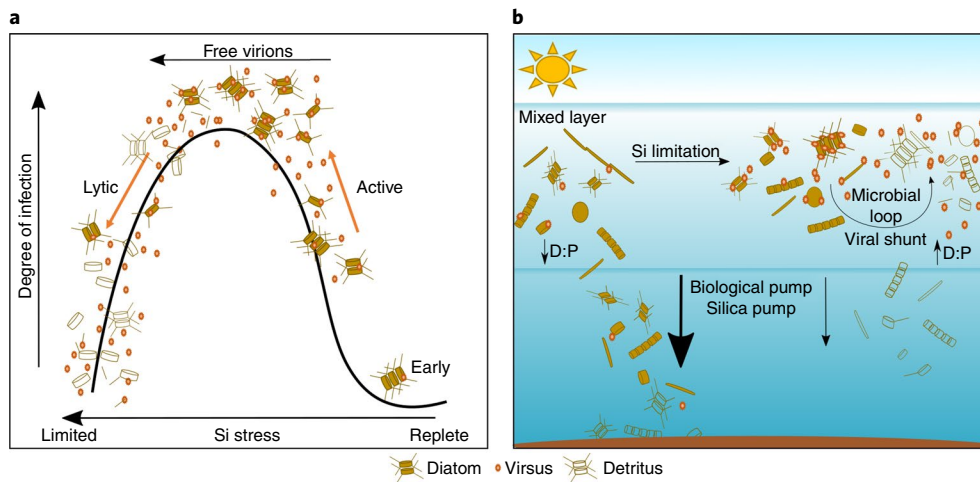 a
Free virions
Degree of infection
Lytic
Active
Early
Limited
Si stress
Replete
b
Mixed layer
Si limitation
Microbial
loop
Viral shunt
D:P
D:P
Biological pump
Silica pump
Diatom
Virsus
Detritus